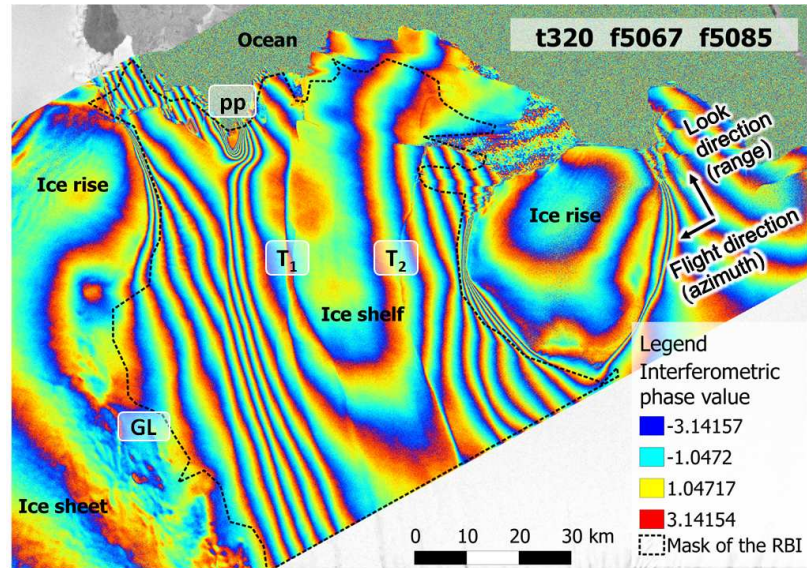 Ocean
t320 f5067 f5085
pp
Look
direction
(range)
Ice rise
Ice rise
Flight direction
(azimuth)
T1
T2
Ice shelf
Legend
Interferometric
phase value
-3.14157
-1.0472
1.04717
3.14154
Mask of the RBI
GL
Ice sheet
0 10 20 30 km